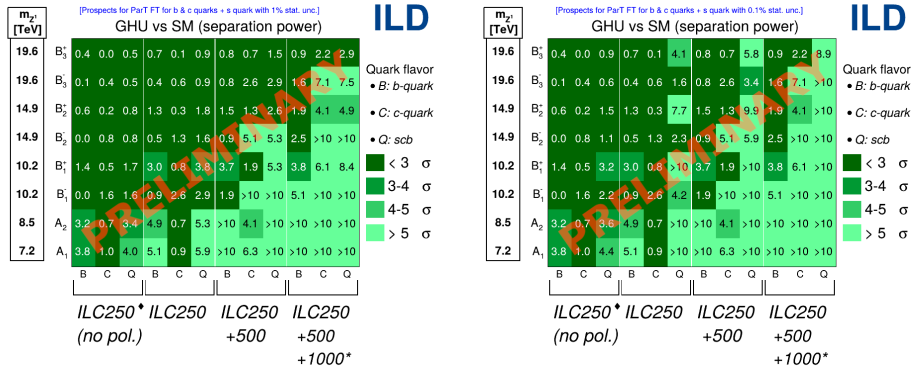 [Prospects for ParT FT for b & c quarks + s quark with 1% stat. unc.]
m_Z' [TeV]
GHU vs SM (separation power)
ILD
19.6 B₃⁺ 0.4 0.0 0.9 0.7 0.1 0.9 0.8 0.7 1.5 0.9 2.2 2.9
19.6 B₃⁻ 0.1 0.4 0.6 0.1 0.4 0.6 0.8 2.6 2.9 1.6 7.1 7.5
14.9 B₂⁺ 0.6 0.2 0.8 1.3 0.3 1.8 1.5 1.3 2.6 1.9 4.1 4.9
14.9 B₂⁻ 0.0 0.8 0.8 0.5 1.3 1.6 0.9 5.1 5.3 2.5 >10 >10
10.2 B₁⁺ 1.4 0.5 1.7 3.0 0.8 3.8 3.7 1.9 5.3 3.8 6.1 8.4
10.2 B₁⁻ 0.0 1.6 1.6 0.9 2.6 2.9 1.9 >10 >10 5.1 >10 >10
8.5 A₂ 3.2 0.7 3.4 4.9 0.7 5.3 >10 4.1 >10 >10 >10 >10
7.2 A₁ 3.8 1.0 4.0 5.1 0.9 5.9 >10 6.3 >10 >10 >10 >10
B C Q B C Q B C Q B C Q
PRELIMINARY
Quark flavor
• B: b-quark
• C: c-quark
• Q: scb
< 3 σ
3-4 σ
4-5 σ
> 5 σ
ILC250♦ ILC250 ILC250 ILC250
(no pol.) +500 +500
+1000*
[Prospects for ParT FT for b & c quarks + s quark with 0.1% stat. unc.]
m_Z' [TeV]
GHU vs SM (separation power)
ILD
19.6 B₃⁺ 0.4 0.0 0.9 0.7 0.1 4.1 0.8 0.7 5.8 0.9 2.2 8.9
19.6 B₃⁻ 0.1 0.4 0.6 0.4 0.6 1.6 0.8 2.6 3.4 1.6 7.1 >10
14.9 B₂⁺ 0.6 0.2 1.5 1.3 0.3 7.7 1.5 1.3 9.9 1.9 4.1 >10
14.9 B₂⁻ 0.0 0.8 1.1 0.5 1.3 2.3 0.9 5.1 5.9 2.5 >10 >10
10.2 B₁⁺ 1.4 0.5 3.2 3.0 0.8 >10 3.7 1.9 >10 3.8 6.1 >10
10.2 B₁⁻ 0.0 1.6 2.2 0.9 2.6 4.2 1.9 >10 >10 5.1 >10 >10
8.5 A₂ 3.2 0.7 3.6 4.9 0.7 >10 >10 4.1 >10 >10 >10 >10
7.2 A₁ 3.8 1.0 4.4 5.1 0.9 >10 >10 6.3 >10 >10 >10 >10
B C Q B C Q B C Q B C Q
PRELIMINARY
Quark flavor
• B: b-quark
• C: c-quark
• Q: scb
< 3 σ
3-4 σ
4-5 σ
> 5 σ
ILC250♦ ILC250 ILC250 ILC250
(no pol.) +500 +500
+1000*